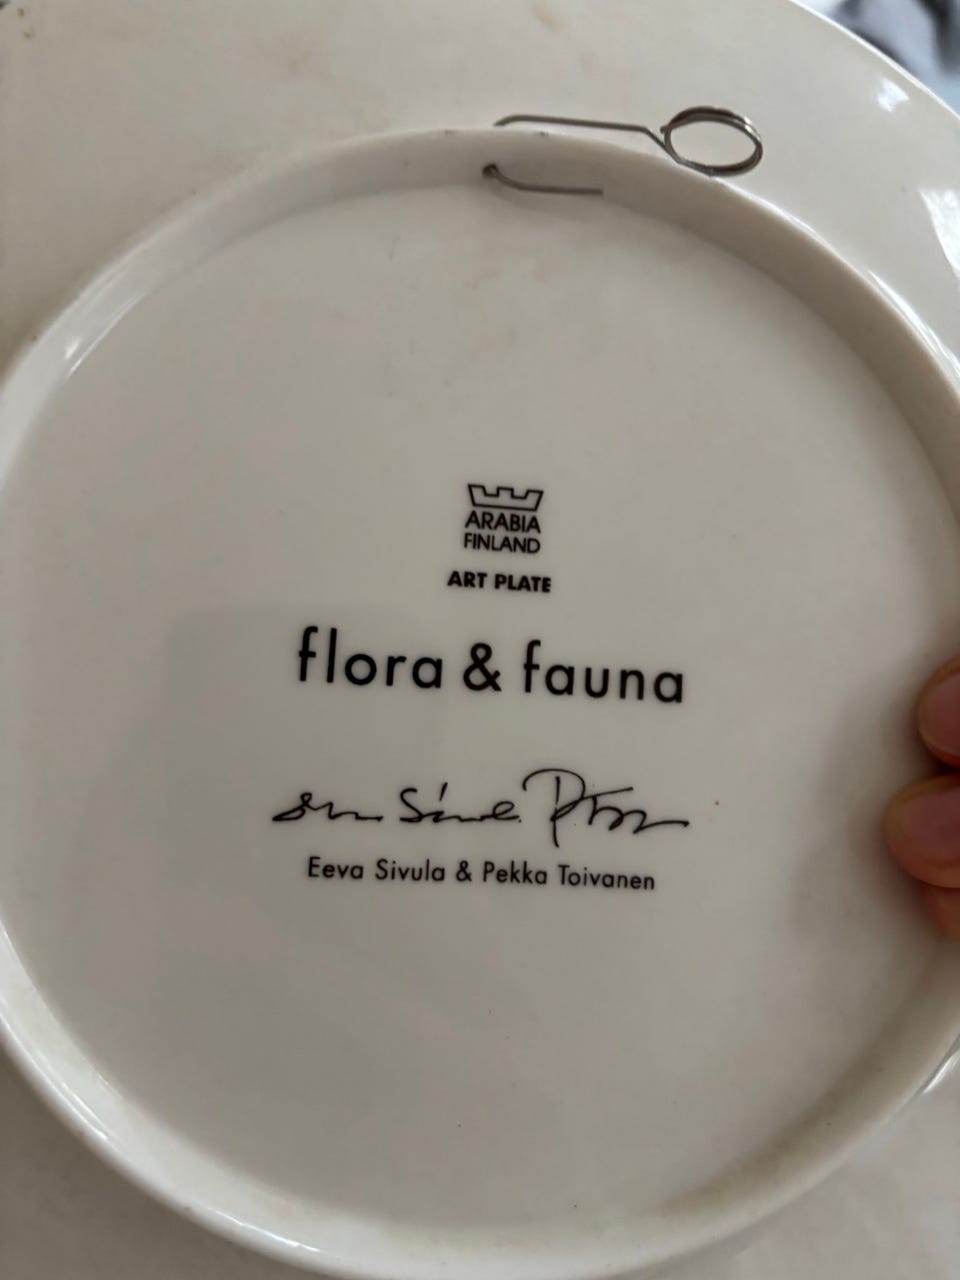 ARABIA
FINLAND
ART PLATE
flora & fauna
Eeva Sivula & Pekka Toivanen